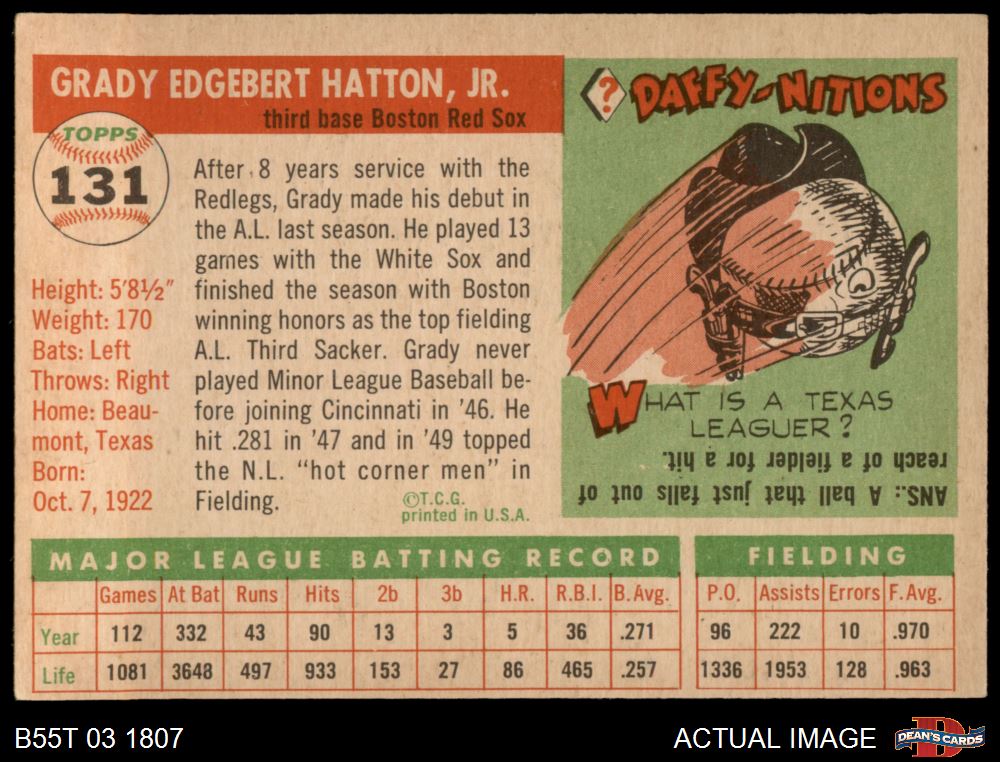 GRADY EDGEBERT HATTON, JR.
third base Boston Red Sox
TOPPS
131
Height: 5'8½"
Weight: 170
Bats: Left
Throws: Right
Home: Beau-
mont, Texas
Born:
Oct. 7, 1922
After 8 years service with the
Redlegs, Grady made his debut in
the A.L. last season. He played 13
games with the White Sox and
finished the season with Boston
winning honors as the top fielding
A.L. Third Sacker. Grady never
played Minor League Baseball be-
fore joining Cincinnati in '46. He
hit .281 in '47 and in '49 topped
the N.L. "hot corner men" in
Fielding.
©T.C.G.
printed in U.S.A.
? DAFFY-NITIONS
WHAT IS A TEXAS
LEAGUER?
ANS.: A ball that just falls out of
reach of a fielder for a hit.
MAJOR LEAGUE BATTING RECORD
Games At Bat Runs Hits 2b 3b H.R. R.B.I. B.Avg.
Year 112 332 43 90 13 3 5 36 .271
Life 1081 3648 497 933 153 27 86 465 .257
FIELDING
P.O. Assists Errors F.Avg.
96 222 10 .970
1336 1953 128 .963
B55T 03 1807
ACTUAL IMAGE
DEAN'S CARDS